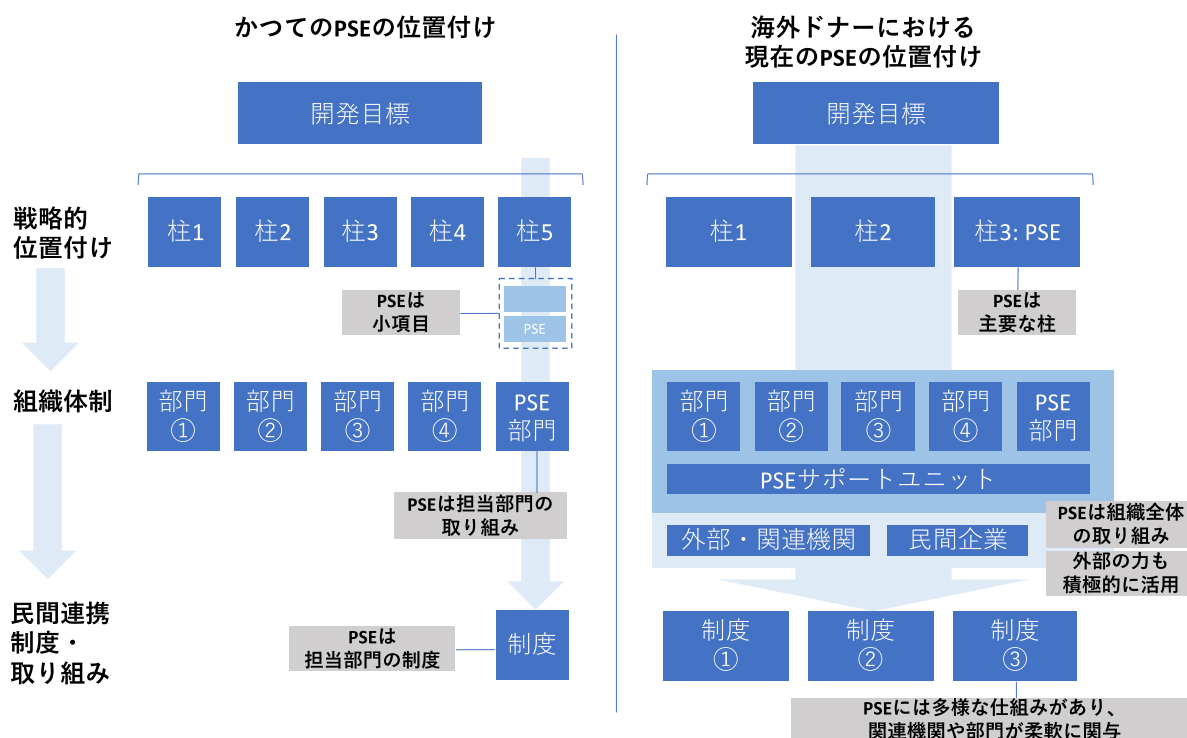 かつてのPSEの位置付け
海外ドナーにおける
現在のPSEの位置付け
開発目標
開発目標
戦略的
位置付け
柱1
柱2
柱3
柱4
柱5
柱1
柱2
柱3: PSE
PSEは
小項目
PSE
PSEは
主要な柱
組織体制
部門
①
部門
②
部門
③
部門
④
PSE
部門
部門
①
部門
②
部門
③
部門
④
PSE
部門
PSEサポートユニット
PSEは担当部門の
取り組み
外部・関連機関
民間企業
PSEは組織全体
の取り組み
外部の力も
積極的に活用
民間連携
制度・
取り組み
PSEは
担当部門の制度
制度
制度
①
制度
②
制度
③
PSEには多様な仕組みがあり、
関連機関や部門が柔軟に関与